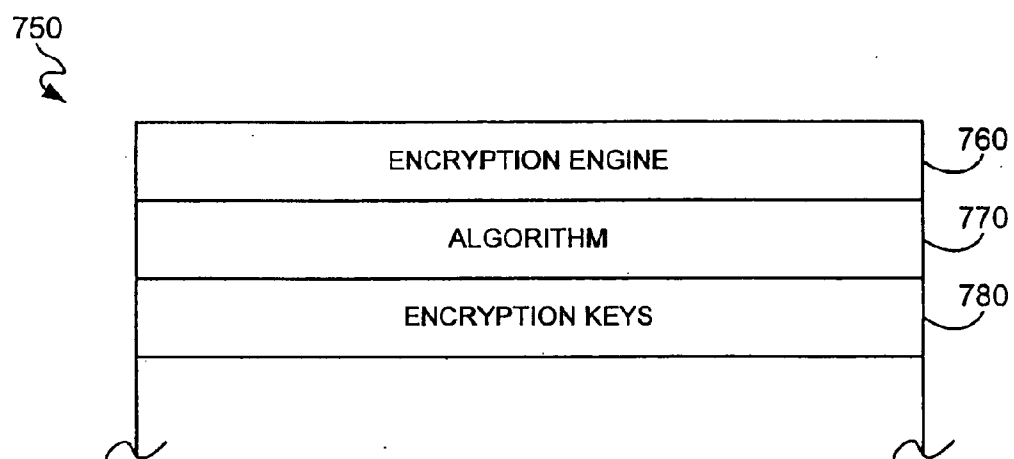 750
ENCRYPTION ENGINE
760
ALGORITHM
770
ENCRYPTION KEYS
780